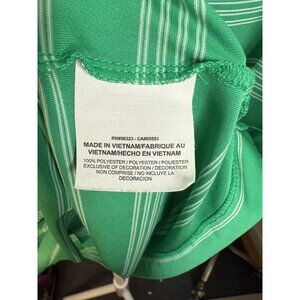 RN#56323 - CA#05553
MADE IN VIETNAM/FABRIQUE AU
VIETNAM/HECHO EN VIETNAM
100% POLYESTER / POLYESTER / POLIESTER
EXCLUSIVE OF DECORATION / DECORATION
NON COMPRISE / NO INCLUYE LA
DECORACION